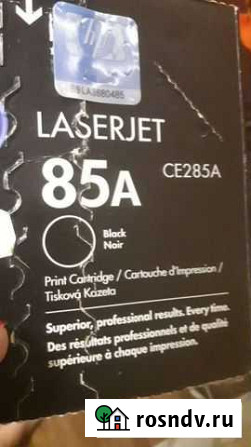 hp
LASERJET
85A
CE285A
Black
Noir
Print Cartridge / Cartouche d'Impression /
Tisková Kazeta
Superior, professional results. Every time.
Des résultats professionnels et de qualité
supérieure à chaque impression.
rosndv.ru